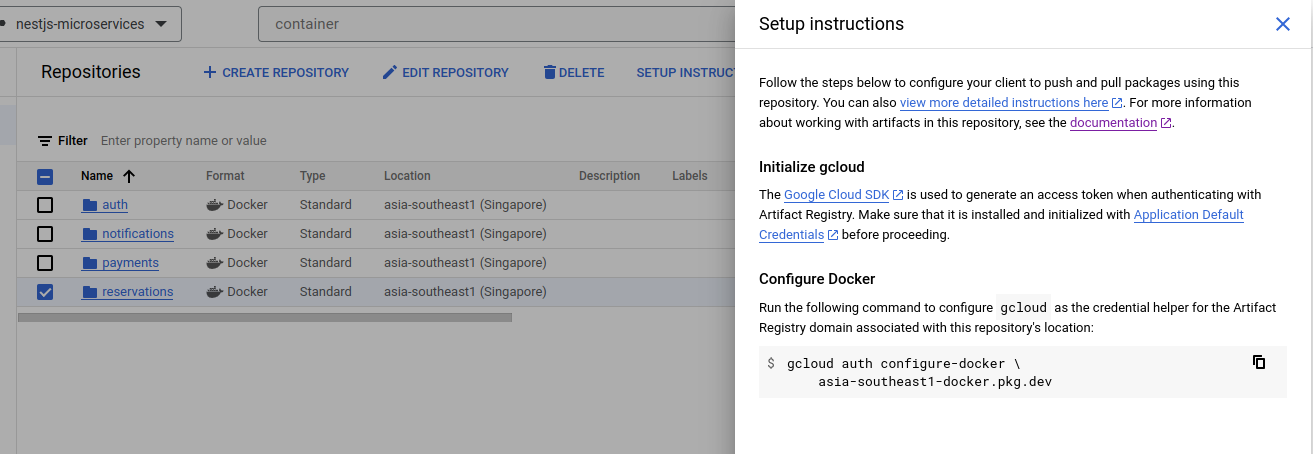 nestjs-microservices
container
Repositories
CREATE REPOSITORY
EDIT REPOSITORY
DELETE
SETUP INSTRUCT
Filter Enter property name or value
Name Format Type Location Description Labels
auth Docker Standard asia-southeast1 (Singapore)
notifications Docker Standard asia-southeast1 (Singapore)
payments Docker Standard asia-southeast1 (Singapore)
reservations Docker Standard asia-southeast1 (Singapore)
Setup instructions
Follow the steps below to configure your client to push and pull packages using this
repository. You can also view more detailed instructions here. For more information
about working with artifacts in this repository, see the documentation.
Initialize gcloud
The Google Cloud SDK is used to generate an access token when authenticating with
Artifact Registry. Make sure that it is installed and initialized with Application Default
Credentials before proceeding.
Configure Docker
Run the following command to configure gcloud as the credential helper for the Artifact
Registry domain associated with this repository's location:
$ gcloud auth configure-docker \
asia-southeast1-docker.pkg.dev